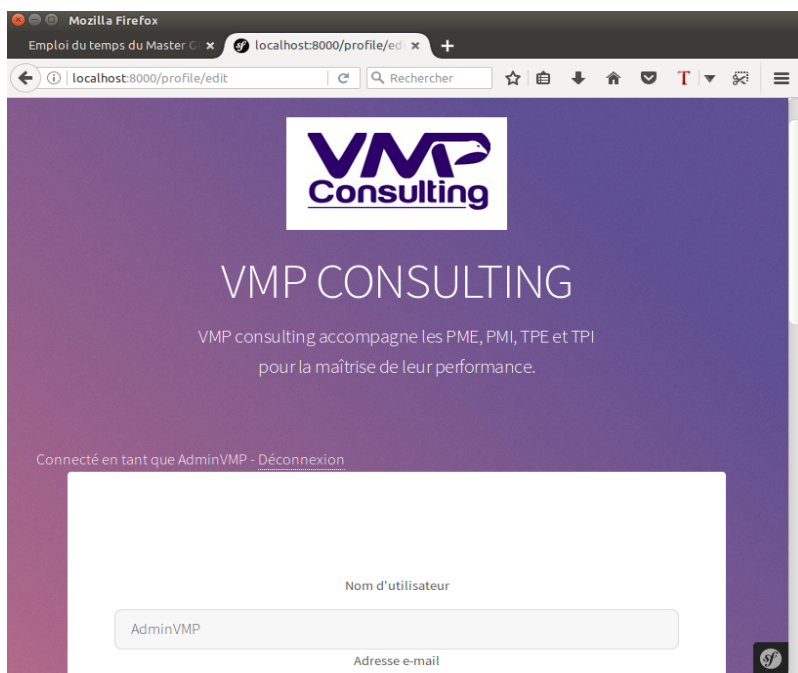 Mozilla Firefox
Emploi du temps du Master G
localhost:8000/profile/ed
localhost:8000/profile/edit
Rechercher
VMP
Consulting
VMP CONSULTING
VMP consulting accompagne les PME, PMI, TPE et TPI
pour la maîtrise de leur performance.
Connecté en tant que AdminVMP - Déconnexion
Nom d'utilisateur
AdminVMP
Adresse e-mail